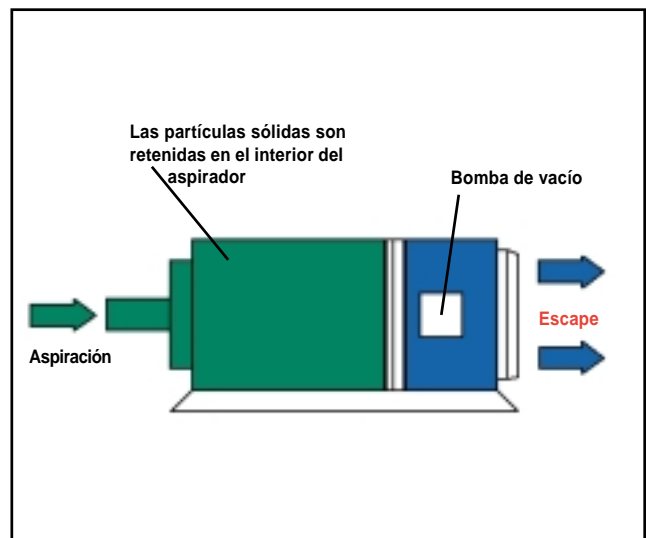 Las partículas sólidas son
retenidas en el interior del
aspirador
Bomba de vacío
Escape
Aspiración